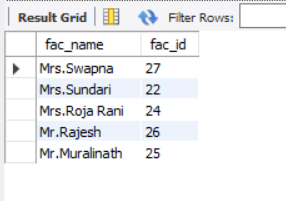 Result Grid Filter Rows:
fac_name fac_id
Mrs.Swapna 27
Mrs.Sundari 22
Mrs.Roja Rani 24
Mr.Rajesh 26
Mr.Muralinath 25